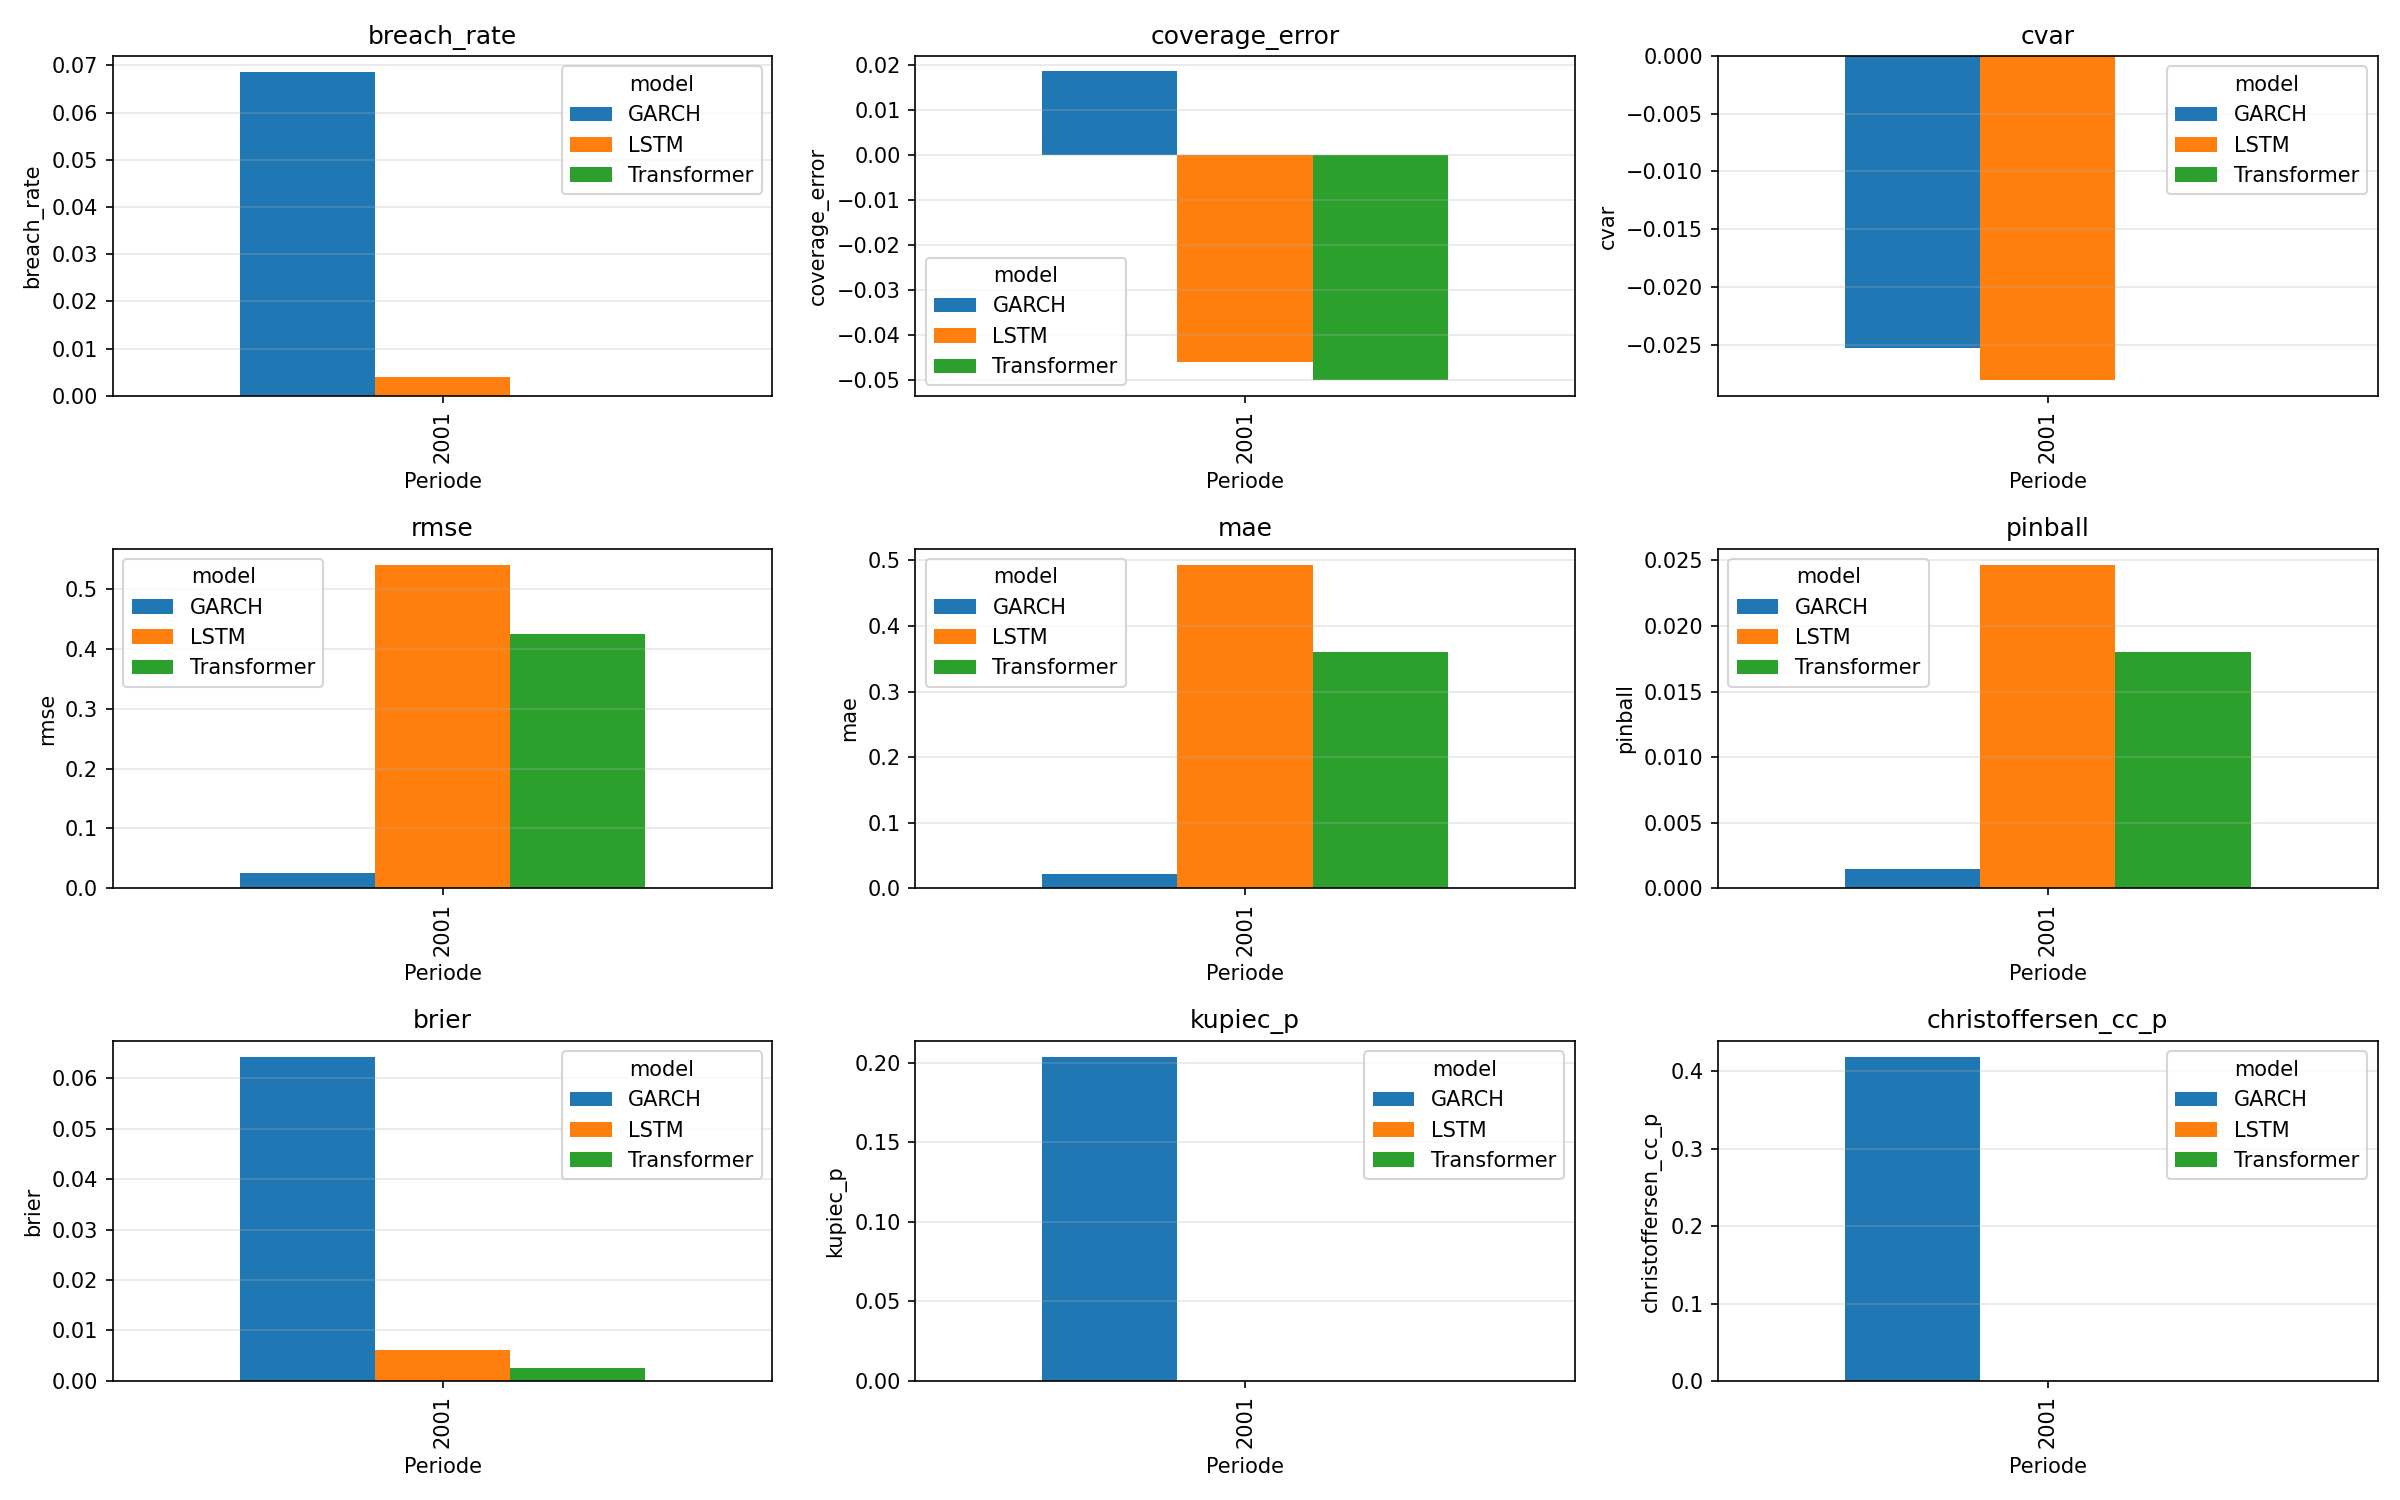 breach_rate
breach_rate
0.07
0.06
0.05
0.04
0.03
0.02
0.01
0.00
model
GARCH
LSTM
Transformer
2001
Periode
coverage_error
coverage_error
0.02
0.01
0.00
−0.01
−0.02
−0.03
−0.04
−0.05
model
GARCH
LSTM
Transformer
2001
Periode
cvar
cvar
0.000
−0.005
−0.010
−0.015
−0.020
−0.025
model
GARCH
LSTM
Transformer
2001
Periode
rmse
rmse
0.5
0.4
0.3
0.2
0.1
0.0
model
GARCH
LSTM
Transformer
2001
Periode
mae
mae
0.5
0.4
0.3
0.2
0.1
0.0
model
GARCH
LSTM
Transformer
2001
Periode
pinball
pinball
0.025
0.020
0.015
0.010
0.005
0.000
model
GARCH
LSTM
Transformer
2001
Periode
brier
brier
0.06
0.05
0.04
0.03
0.02
0.01
0.00
model
GARCH
LSTM
Transformer
2001
Periode
kupiec_p
kupiec_p
0.20
0.15
0.10
0.05
0.00
model
GARCH
LSTM
Transformer
2001
Periode
christoffersen_cc_p
christoffersen_cc_p
0.4
0.3
0.2
0.1
0.0
model
GARCH
LSTM
Transformer
2001
Periode